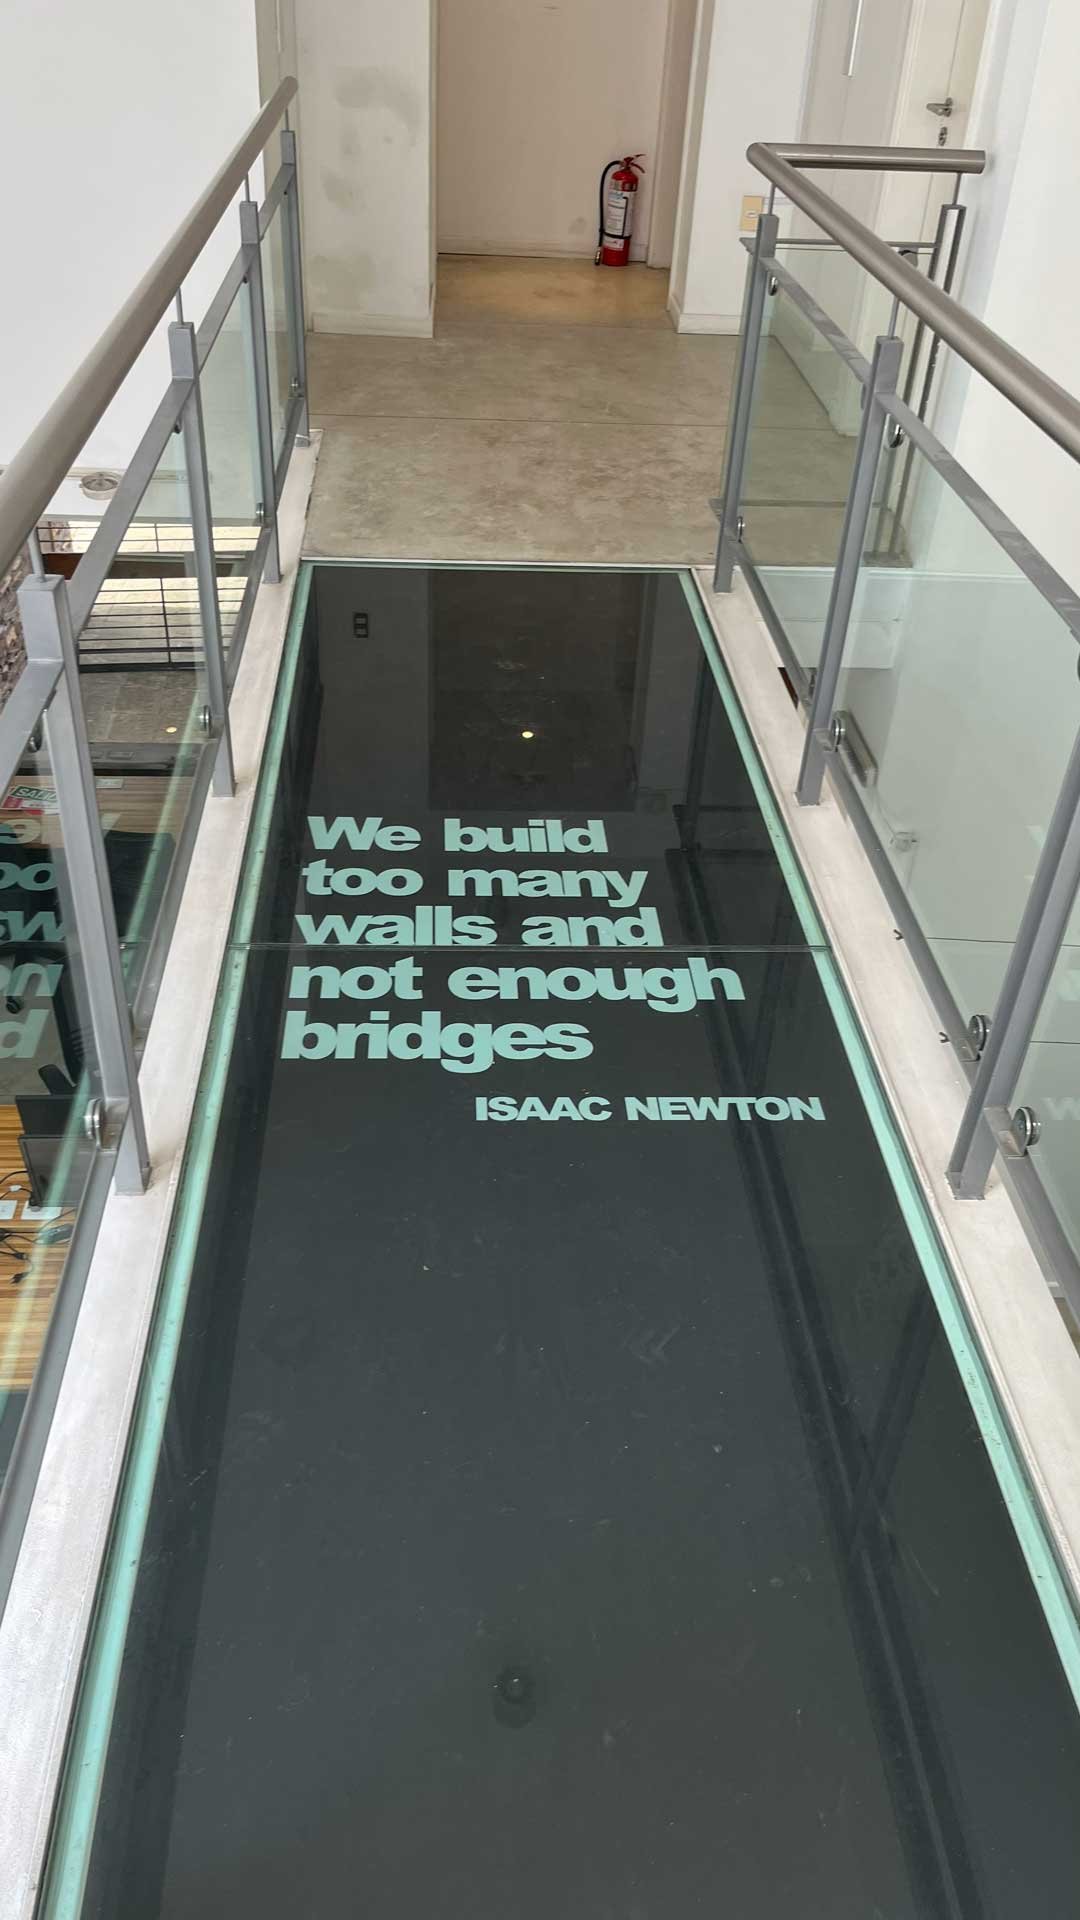 We build
too many
walls and
not enough
bridges
ISAAC NEWTON